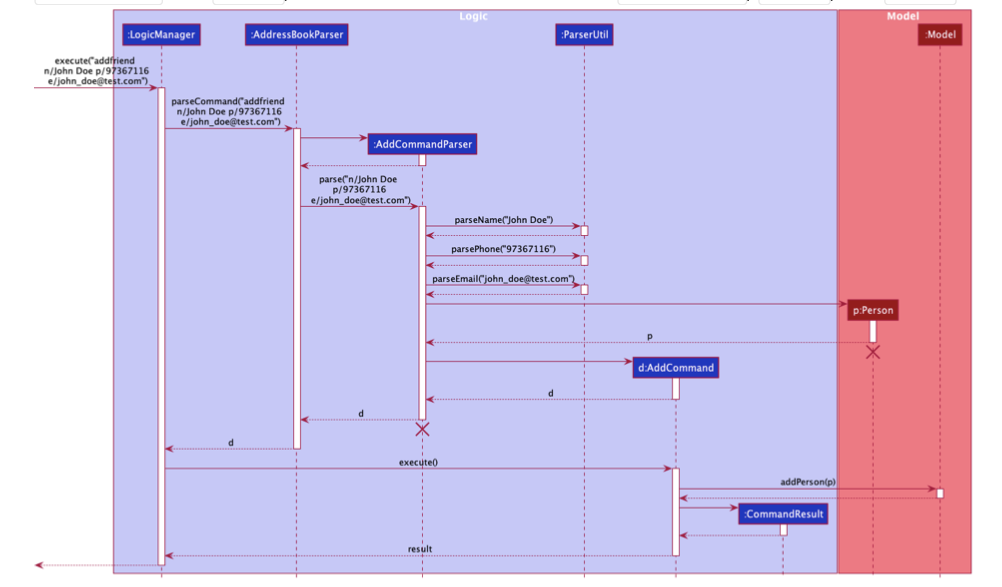 Logic
Model
:LogicManager
:AddressBookParser
:ParserUtil
:Model
execute("addfriend
n/John Doe p/97367116
e/john_doe@test.com")
parseCommand("addfriend
n/John Doe p/97367116
e/john_doe@test.com")
:AddCommandParser
parse("n/John Doe
p/97367116
e/john_doe@test.com")
parseName("John Doe")
parsePhone("97367116")
parseEmail("john_doe@test.com")
p:Person
p
d:AddCommand
d
d
d
execute()
addPerson(p)
:CommandResult
result